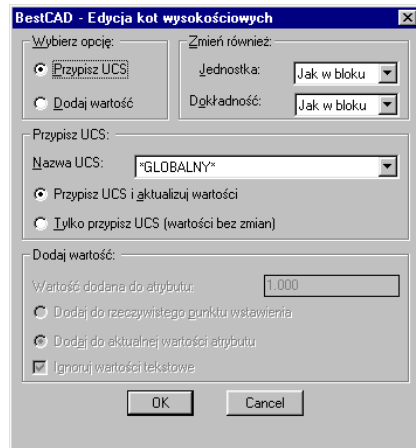 BestCAD - Edycja kot wysokościowych
Wybierz opcję:
Przypisz UCS
Dodaj wartość
Zmień również:
Jednostka: Jak w bloku
Dokładność: Jak w bloku
Przypisz UCS:
Nazwa UCS: *GLOBALNY*
Przypisz UCS i aktualizuj wartości
Tylko przypisz UCS (wartości bez zmian)
Dodaj wartość:
Wartość dodana do atrybutu: 1.000
Dodaj do rzeczywistego punktu wstawienia
Dodaj do aktualnej wartości atrybutu
Ignoruj wartości tekstowe
OK Cancel